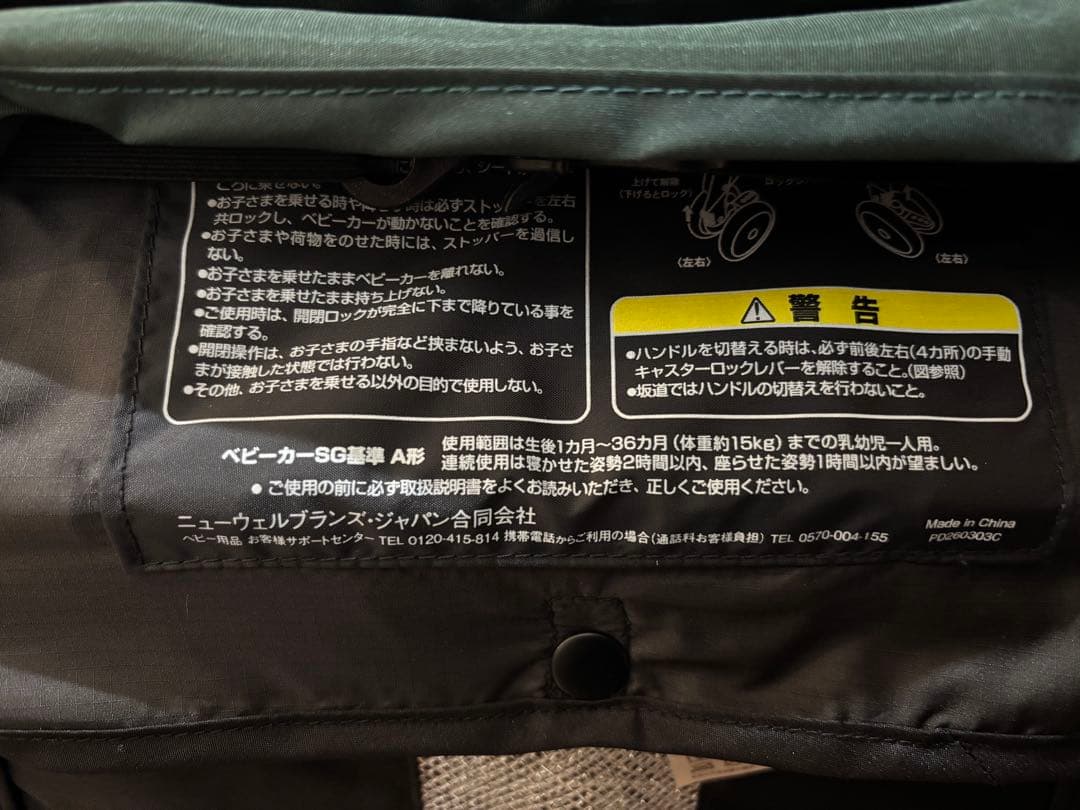 ころに乗せない。
●お子さまを乗せる時や 時は必ずストッ を左右
共ロックし、ベビーカーが動かないことを確認する。
●お子さまや荷物をのせた時には、ストッパーを過信し
ない。
●お子さまを乗せたままベビーカーを離れない。
●お子さまを乗せたまま持ち上げない。
●ご使用時は、開閉ロックが完全に下まで降りている事を
確認する。
●開閉操作は、お子さまの手指など挟まないよう、お子さ
まが接触した状態では行わない。
●その他、お子さまを乗せる以外の目的で使用しない。
上げて解除
(下げるとロック)
〈左右〉
〈左右〉
警告
●ハンドルを切替える時は、必ず前後左右(4カ所)の手動
キャスターロックレバーを解除すること。(図参照)
●坂道ではハンドルの切替えを行わないこと。
ベビーカーSG基準 A形
使用範囲は生後1カ月〜36カ月(体重約15kg)までの乳幼児一人用。
連続使用は寝かせた姿勢2時間以内、座らせた姿勢1時間以内が望ましい。
● ご使用の前に必ず取扱説明書をよくお読みいただき、正しくご使用ください。
ニューウェルブランズ・ジャパン合同会社
ベビー用品 お客様サポートセンター TEL 0120-415-814 携帯電話からご利用の場合(通話料お客様負担) TEL 0570-004-155
Made in China
PD260303C